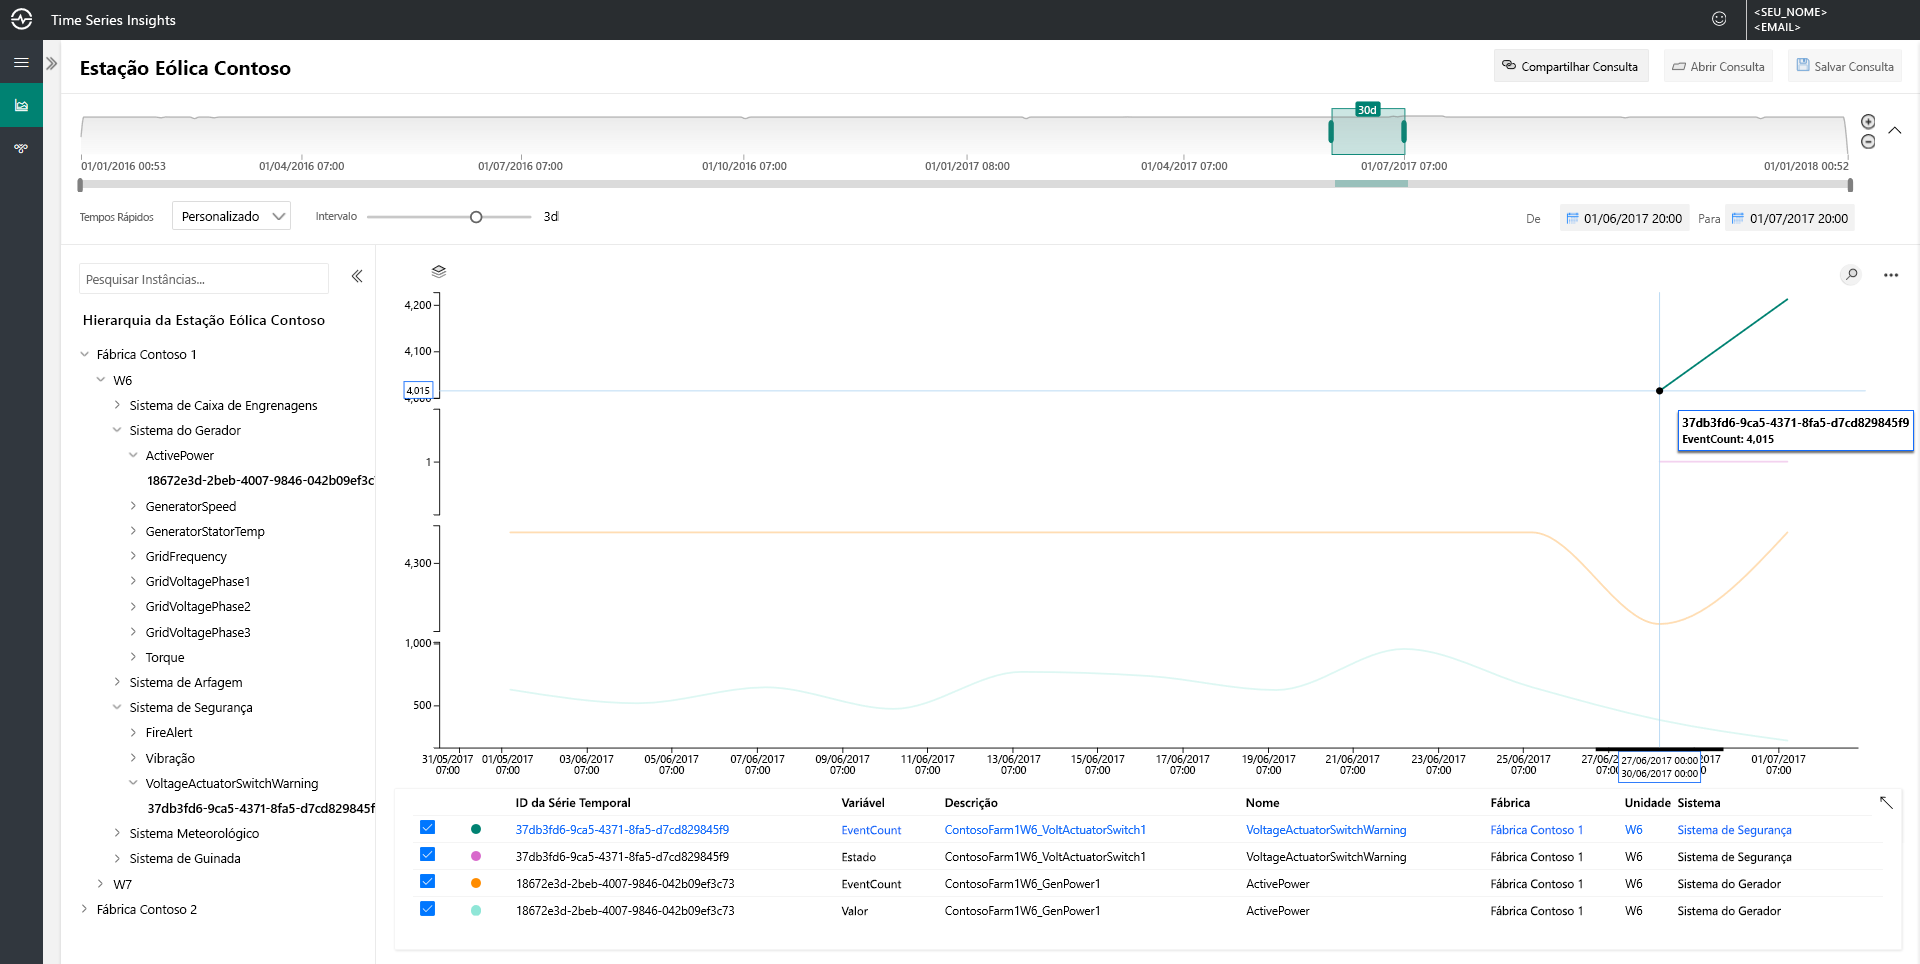 Time Series Insights
<SEU_NOME>
<EMAIL>
Estação Eólica Contoso
Compartilhar Consulta
Abrir Consulta
Salvar Consulta
30d
01/01/2016 00:53
01/04/2016 07:00
01/07/2016 07:00
01/10/2016 07:00
01/01/2017 08:00
01/04/2017 07:00
01/07/2017 07:00
01/01/2018 00:52
Tempos Rápidos
Personalizado
Intervalo
3d
De
01/06/2017 20:00
Para
01/07/2017 20:00
Pesquisar Instâncias...
Hierarquia da Estação Eólica Contoso
Fábrica Contoso 1
W6
Sistema de Caixa de Engrenagens
Sistema do Gerador
ActivePower
18672e3d-2beb-4007-9846-042b09ef3c
GeneratorSpeed
GeneratorStatorTemp
GridFrequency
GridVoltagePhase1
GridVoltagePhase2
GridVoltagePhase3
Torque
Sistema de Arfagem
Sistema de Segurança
FireAlert
Vibração
VoltageActuatorSwitchWarning
37db3fd6-9ca5-4371-8fa5-d7cd829845f
Sistema Meteorológico
Sistema de Guinada
W7
Fábrica Contoso 2
4,200
4,100
4,015
4,000
1
4,300
1,000
500
37db3fd6-9ca5-4371-8fa5-d7cd829845f9
EventCount: 4,015
31/05/2017 07:00
01/05/2017 07:00
03/06/2017 07:00
05/06/2017 07:00
07/06/2017 07:00
09/06/2017 07:00
11/06/2017 07:00
13/06/2017 07:00
15/06/2017 07:00
17/06/2017 07:00
19/06/2017 07:00
21/06/2017 07:00
23/06/2017 07:00
25/06/2017 07:00
27/06/2017 00:00
30/06/2017 00:00
01/07/2017 07:00
ID da Série Temporal Variável Descrição Nome Fábrica Unidade Sistema
37db3fd6-9ca5-4371-8fa5-d7cd829845f9 EventCount ContosoFarm1W6_VoltActuatorSwitch1 VoltageActuatorSwitchWarning Fábrica Contoso 1 W6 Sistema de Segurança
37db3fd6-9ca5-4371-8fa5-d7cd829845f9 Estado ContosoFarm1W6_VoltActuatorSwitch1 VoltageActuatorSwitchWarning Fábrica Contoso 1 W6 Sistema de Segurança
18672e3d-2beb-4007-9846-042b09ef3c73 EventCount ContosoFarm1W6_GenPower1 ActivePower Fábrica Contoso 1 W6 Sistema do Gerador
18672e3d-2beb-4007-9846-042b09ef3c73 Valor ContosoFarm1W6_GenPower1 ActivePower Fábrica Contoso 1 W6 Sistema do Gerador